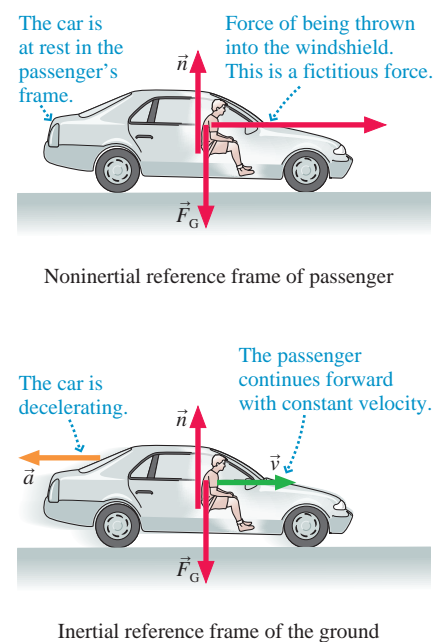 The car is
at rest in the
passenger's
frame.
Force of being thrown
into the windshield.
This is a fictitious force.
n⃗
F⃗G
Noninertial reference frame of passenger
The car is
decelerating.
The passenger
continues forward
with constant velocity.
n⃗
a⃗
v⃗
F⃗G
Inertial reference frame of the ground